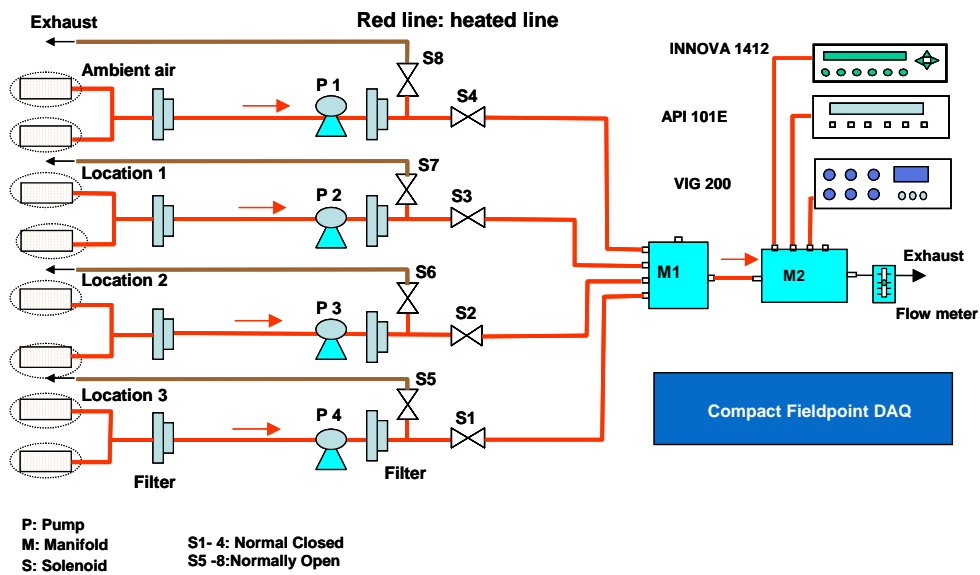 Red line: heated line
Exhaust
INNOVA 1412
S8
Ambient air
P 1
S4
API 101E
Location 1
S7
P 2
S3
VIG 200
Location 2
S6
P 3
S2
M1
M2
Exhaust
Flow meter
Location 3
S5
P 4
S1
Compact Fieldpoint DAQ
Filter
Filter
P: Pump
M: Manifold
S: Solenoid
S1- 4: Normal Closed
S5 -8:Normally Open